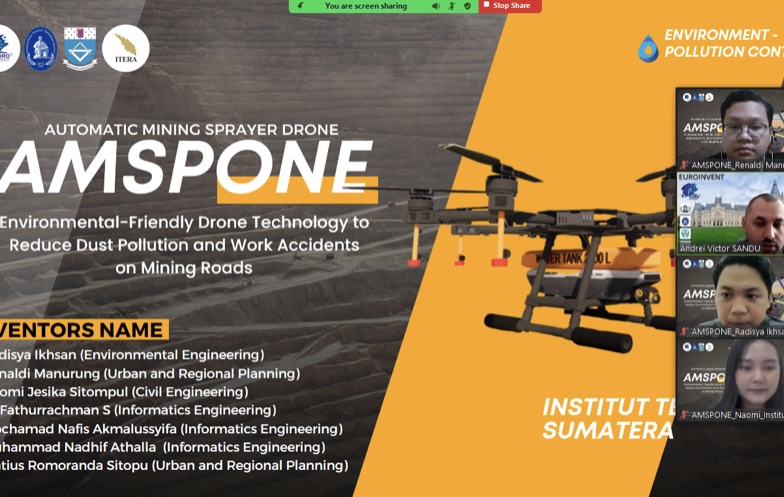 You are screen sharing
Stop Share
ENVIRONMENT -
POLLUTION CONT
ITERA
AUTOMATIC MINING SPRAYER DRONE
AMSPONE
Environmental-Friendly Drone Technology to
Reduce Dust Pollution and Work Accidents
on Mining Roads
VENTORS NAME
disya Ikhsan (Environmental Engineering)
naldi Manurung (Urban and Regional Planning)
omi Jesika Sitompul (Civil Engineering)
Fathurrachman S (Informatics Engineering)
ochamad Nafis Akmalussyifa (Informatics Engineering)
uhammad Nadhif Athalla (Informatics Engineering)
atius Romoranda Sitopu (Urban and Regional Planning)
WATER TANK 200 L
INSTITUT TE
SUMATERA
AMSPONE_Renaldi Manu
EUROINVENT
Andrei Victor SANDU
AMSPONE_Radisya Ikhsa
AMSPONE_Naomi_Institu